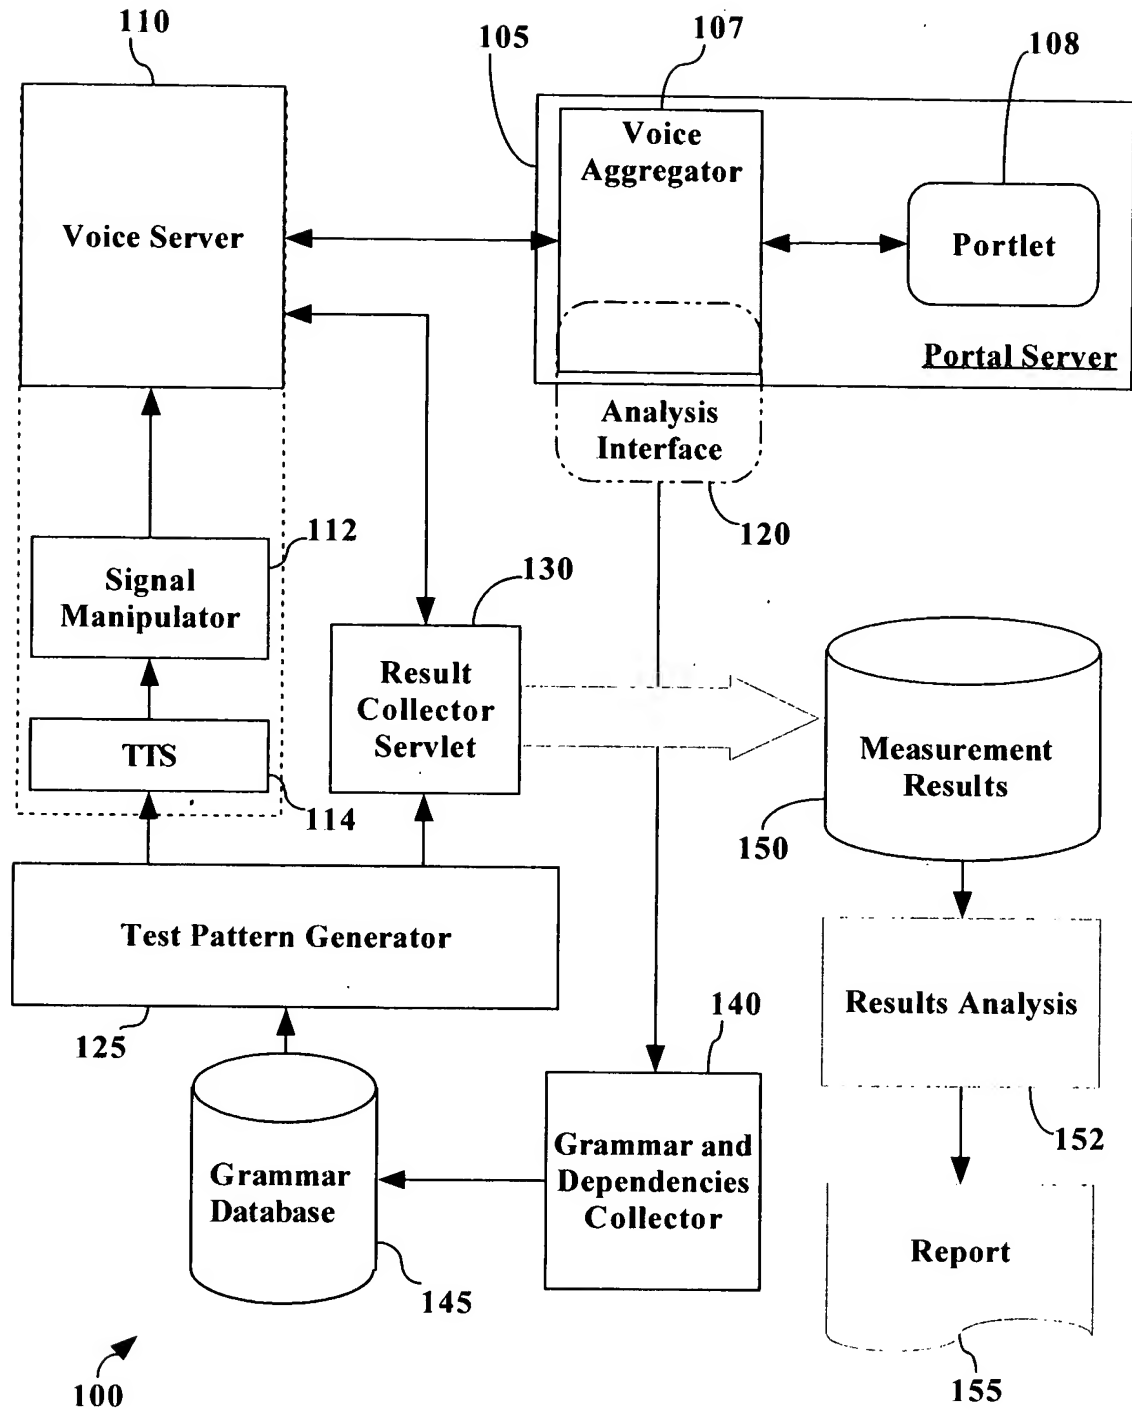 110
105
107
108
Voice
Aggregator
Voice Server
Portlet
Portal Server
Analysis
Interface
120
112
Signal
Manipulator
130
Result
Collector
Servlet
TTS
114
Measurement
Results
150
Test Pattern Generator
125
Results Analysis
152
140
Grammar and
Dependencies
Collector
Grammar
Database
145
Report
155
100